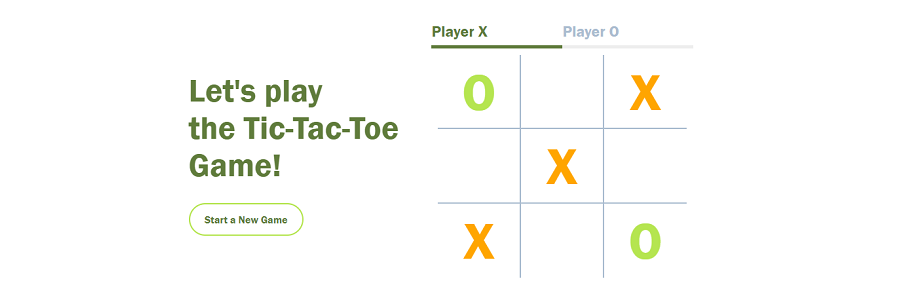 Player X Player O
Let's play
the Tic-Tac-Toe
Game!
Start a New Game
O X
X
X O